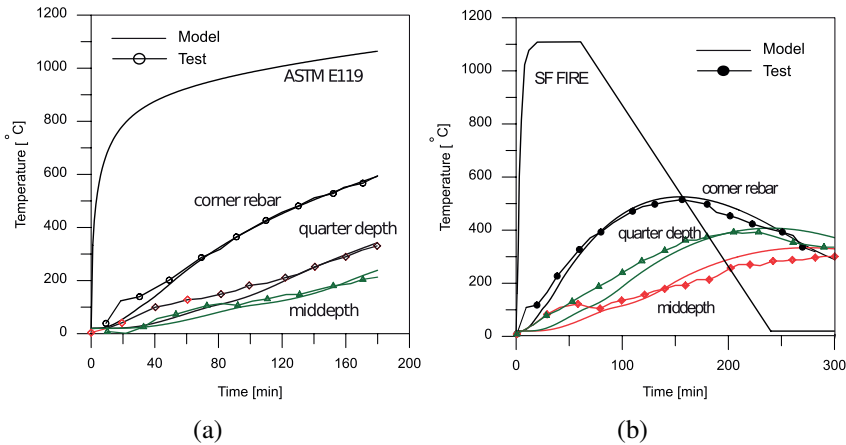 1200
1000
800
600
400
200
0
Temperature [ °C]
0
40
80
120
160
200
Time [min]
Model
Test
ASTM E119
corner rebar
quarter depth
middepth
(a)
1200
1000
800
600
400
200
0
Temperature [ °C]
0
100
200
300
Time [min]
Model
Test
SF FIRE
corner rebar
quarter depth
middepth
(b)